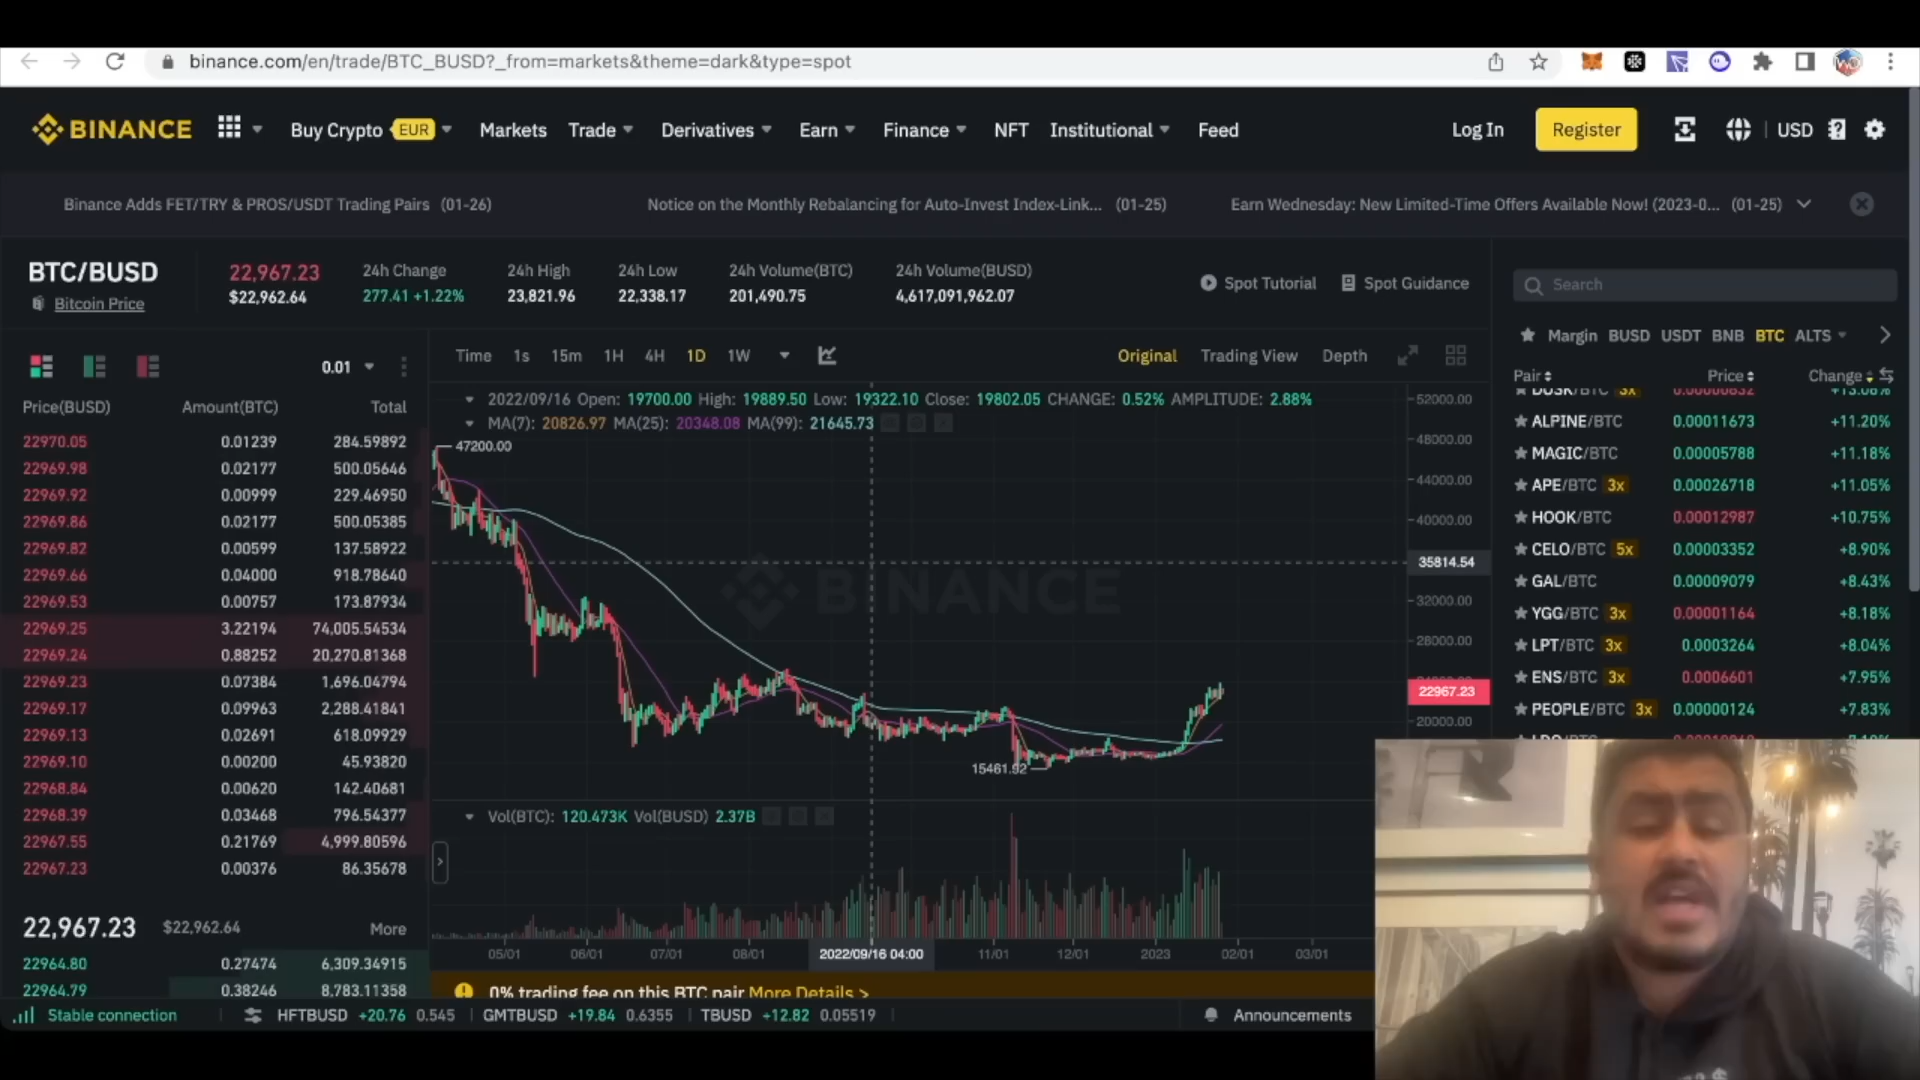 binance.com/en/trade/BTC_BUSD?_from=markets&theme=dark&type=spot
BINANCE Buy Crypto EUR Markets Trade Derivatives Earn Finance NFT Institutional Feed Log In Register USD
Binance Adds FET/TRY & PROS/USDT Trading Pairs (01-26) Notice on the Monthly Rebalancing for Auto-Invest Index-Link... (01-25) Earn Wednesday: New Limited-Time Offers Available Now! (2023-0... (01-25)
BTC/BUSD 22,967.23 24h Change 24h High 24h Low 24h Volume(BTC) 24h Volume(BUSD)
Bitcoin Price $22,962.64 277.41 +1.22% 23,821.96 22,338.17 201,490.75 4,617,091,962.07
Spot Tutorial Spot Guidance
Search
Margin BUSD USDT BNB BTC ALTS
0.01
Time 1s 15m 1H 4H 1D 1W Original Trading View Depth
Pair Price Change
Price(BUSD) Amount(BTC) Total
22970.05 0.01239 284.59892
22969.98 0.02177 500.05646
22969.92 0.00999 229.46950
22969.86 0.02177 500.05385
22969.82 0.00599 137.58922
22969.66 0.04000 918.78640
22969.53 0.00757 173.87934
22969.25 3.22194 74,005.54534
22969.24 0.88252 20,270.81368
22969.23 0.07384 1,696.04794
22969.17 0.09963 2,288.41841
22969.13 0.02691 618.09929
22969.10 0.00200 45.93820
22968.84 0.00620 142.40681
22968.39 0.03468 796.54377
22967.55 0.21769 4,999.80596
22967.23 0.00376 86.35678
22,967.23 $22,962.64 More
22964.80 0.27474 6,309.34915
22964.79 0.38246 8,783.11358
2022/09/16 Open: 19700.00 High: 19889.50 Low: 19322.10 Close: 19802.05 CHANGE: 0.52% AMPLITUDE: 2.88%
MA(7): 20826.97 MA(25): 20348.08 MA(99): 21645.73
47200.00
BINANCE
15461.92
52000.00
48000.00
44000.00
40000.00
35814.54
32000.00
28000.00
22967.23
20000.00
Vol(BTC): 120.473K Vol(BUSD) 2.37B
05/01 06/01 07/01 08/01 2022/09/16 04:00 11/01 12/01 2023 02/01 03/01
0% trading fee on this BTC pair More Details >
DUSK/BTC 3x 0.00000632 +13.08%
ALPINE/BTC 0.00011673 +11.20%
MAGIC/BTC 0.00005788 +11.18%
APE/BTC 3x 0.00026718 +11.05%
HOOK/BTC 0.00012987 +10.75%
CELO/BTC 5x 0.00003352 +8.90%
GAL/BTC 0.00009079 +8.43%
YGG/BTC 3x 0.00001164 +8.18%
LPT/BTC 3x 0.0003264 +8.04%
ENS/BTC 3x 0.0006601 +7.95%
PEOPLE/BTC 3x 0.00000124 +7.83%
Stable connection HFTBUSD +20.76 0.545 GMTBUSD +19.84 0.6355 TBUSD +12.82 0.05519 Announcements